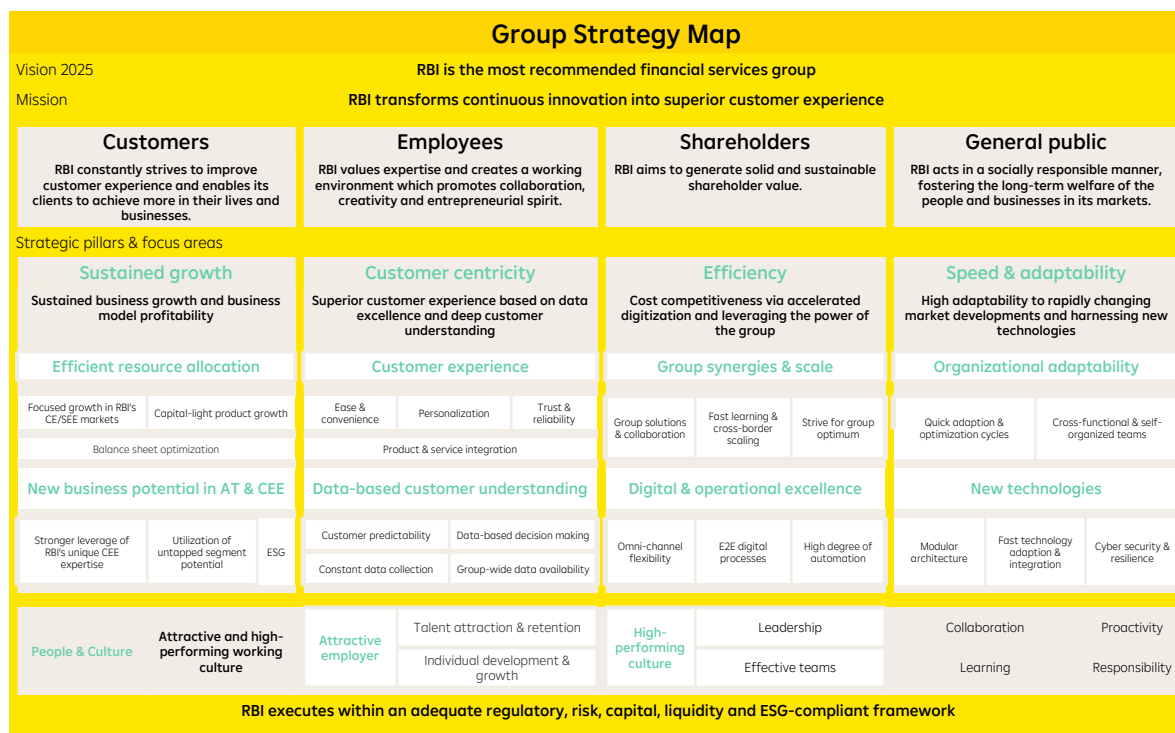 Group Strategy Map
Vision 2025
RBI is the most recommended financial services group
Mission
RBI transforms continuous innovation into superior customer experience
Customers
RBI constantly strives to improve
customer experience and enables its
clients to achieve more in their lives and
businesses.
Employees
RBI values expertise and creates a working
environment which promotes collaboration,
creativity and entrepreneurial spirit.
Shareholders
RBI aims to generate solid and sustainable
shareholder value.
General public
RBI acts in a socially responsible manner,
fostering the long-term welfare of the
people and businesses in its markets.
Strategic pillars & focus areas
Sustained growth
Sustained business growth and business
model profitability
Customer centricity
Superior customer experience based on data
excellence and deep customer
understanding
Efficiency
Cost competitiveness via accelerated
digitization and leveraging the power of
the group
Speed & adaptability
High adaptability to rapidly changing
market developments and harnessing new
technologies
Efficient resource allocation
Customer experience
Group synergies & scale
Organizational adaptability
Focused growth in RBI's
CE/SEE markets
Capital-light product growth
Balance sheet optimization
Ease &
convenience
Personalization
Trust &
reliability
Product & service integration
Group solutions
& collaboration
Fast learning &
cross-border
scaling
Strive for group
optimum
Quick adaption &
optimization cycles
Cross-functional & self-
organized teams
New business potential in AT & CEE
Data-based customer understanding
Digital & operational excellence
New technologies
Stronger leverage of
RBI's unique CEE
expertise
Utilization of
untapped segment
potential
ESG
Customer predictability
Data-based decision making
Constant data collection
Group-wide data availability
Omni-channel
flexibility
E2E digital
processes
High degree of
automation
Modular
architecture
Fast technology
adaption &
integration
Cyber security &
resilience
People & Culture
Attractive and high-
performing working
culture
Attractive
employer
Talent attraction & retention
Individual development &
growth
High-
performing
culture
Leadership
Effective teams
Collaboration
Proactivity
Learning
Responsibility
RBI executes within an adequate regulatory, risk, capital, liquidity and ESG-compliant framework